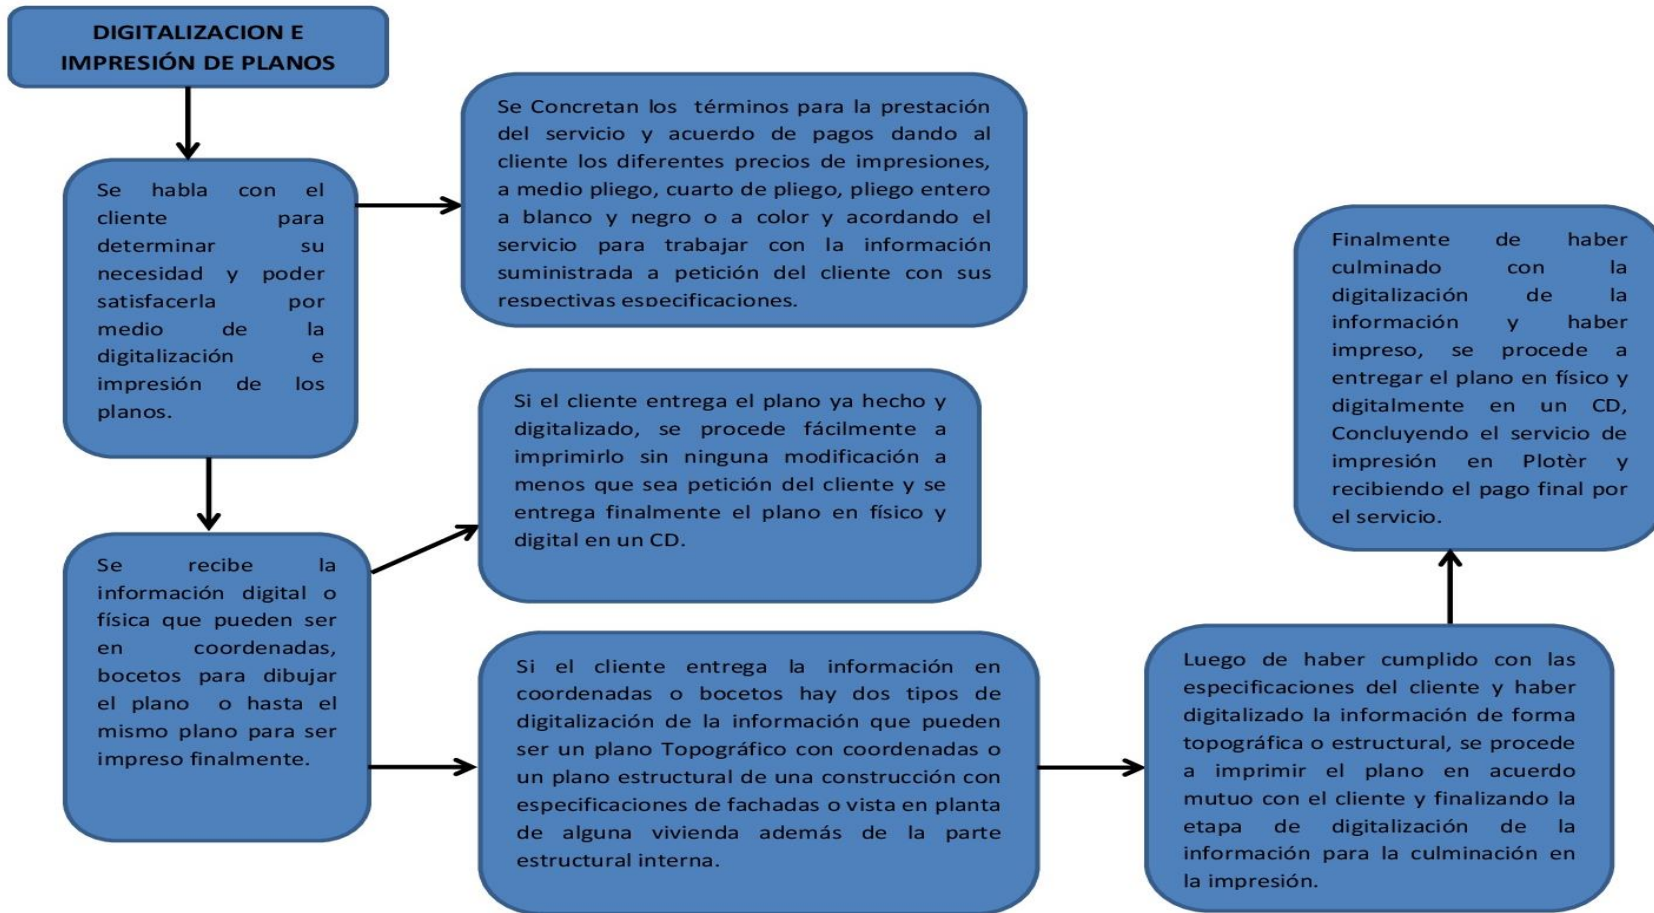 DIGITALIZACION E
IMPRESIÓN DE PLANOS
Se habla con el
cliente para
determinar su
necesidad y poder
satisfacerla por
medio de la
digitalización e
impresión de los
planos.
Se Concretan los términos para la prestación
del servicio y acuerdo de pagos dando al
cliente los diferentes precios de impresiones,
a medio pliego, cuarto de pliego, pliego entero
a blanco y negro o a color y acordando el
servicio para trabajar con la información
suministrada a petición del cliente con sus
respectivas especificaciones.
Se recibe la
información digital o
física que pueden ser
en coordenadas,
bocetos para dibujar
el plano o hasta el
mismo plano para ser
impreso finalmente.
Si el cliente entrega el plano ya hecho y
digitalizado, se procede fácilmente a
imprimirlo sin ninguna modificación a
menos que sea petición del cliente y se
entrega finalmente el plano en físico y
digital en un CD.
Si el cliente entrega la información en
coordenadas o bocetos hay dos tipos de
digitalización de la información que pueden
ser un plano Topográfico con coordenadas o
un plano estructural de una construcción con
especificaciones de fachadas o vista en planta
de alguna vivienda además de la parte
estructural interna.
Luego de haber cumplido con las
especificaciones del cliente y haber
digitalizado la información de forma
topográfica o estructural, se procede
a imprimir el plano en acuerdo
mutuo con el cliente y finalizando la
etapa de digitalización de la
información para la culminación en
la impresión.
Finalmente de haber
culminado con la
digitalización de la
información y haber
impreso, se procede a
entregar el plano en físico y
digitalmente en un CD,
Concluyendo el servicio de
impresión en Plotèr y
recibiendo el pago final por
el servicio.